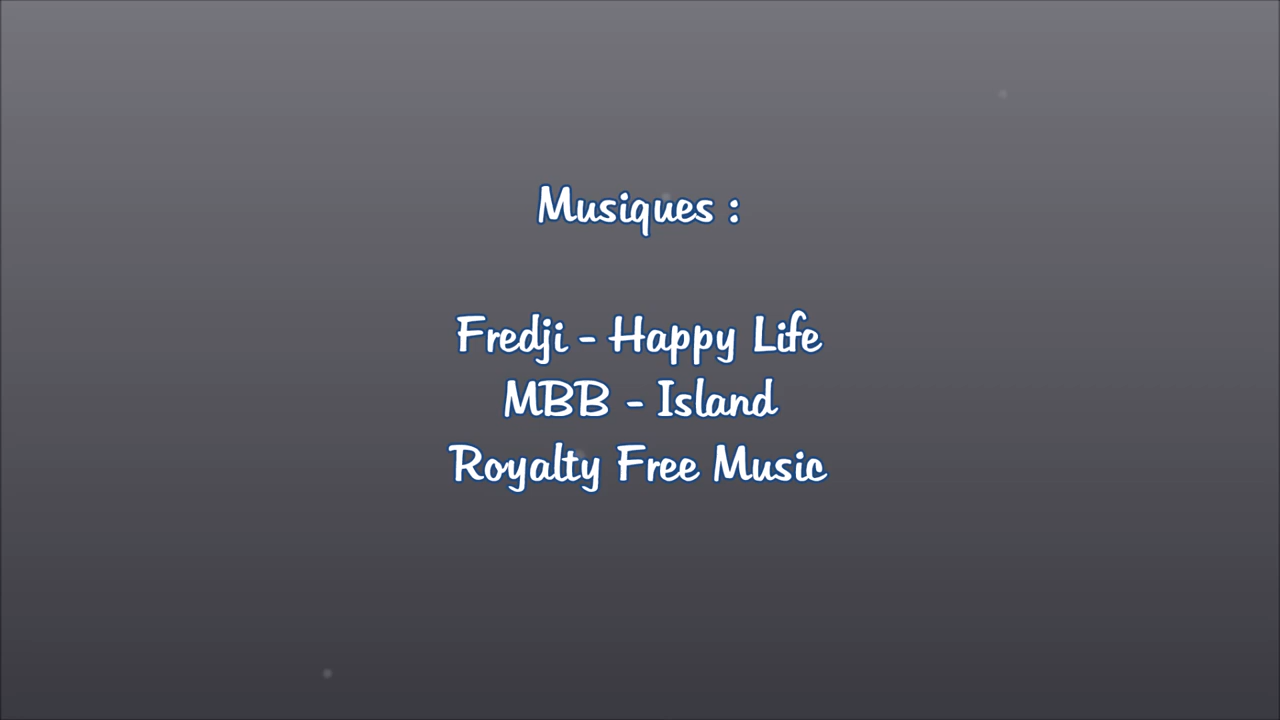 Musiques :
Fredji - Happy Life
MBB - Island
Royalty Free Music